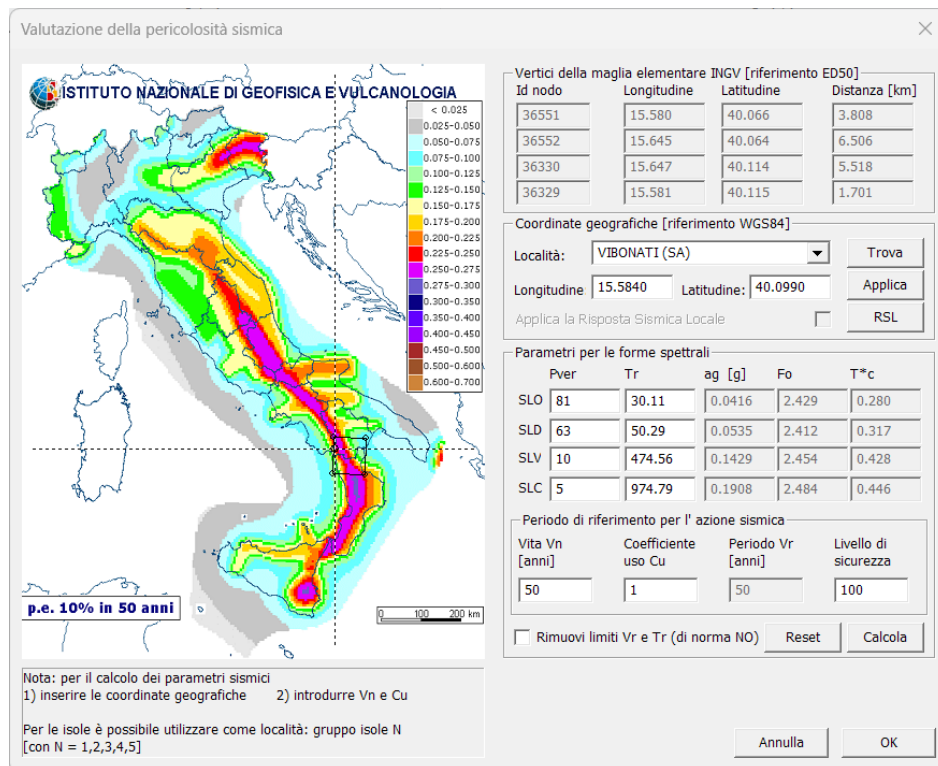 Valutazione della pericolosità sismica
ISTITUTO NAZIONALE DI GEOFISICA E VULCANOLOGIA
< 0.025
0.025-0.050
0.050-0.075
0.075-0.100
0.100-0.125
0.125-0.150
0.150-0.175
0.175-0.200
0.200-0.225
0.225-0.250
0.250-0.275
0.275-0.300
0.300-0.350
0.350-0.400
0.400-0.450
0.450-0.500
0.500-0.600
0.600-0.700
p.e. 10% in 50 anni
0 100 200 km
Nota: per il calcolo dei parametri sismici
1) inserire le coordinate geografiche 2) introdurre Vn e Cu
Per le isole è possibile utilizzare come località: gruppo isole N
[con N = 1,2,3,4,5]
Vertici della maglia elementare INGV [riferimento ED50]
Id nodo Longitudine Latitudine Distanza [km]
36551 15.580 40.066 3.808
36552 15.645 40.064 6.506
36330 15.647 40.114 5.518
36329 15.581 40.115 1.701
Coordinate geografiche [riferimento WGS84]
Località: VIBONATI (SA) Trova
Longitudine 15.5840 Latitudine: 40.0990 Applica
Applica la Risposta Sismica Locale RSL
Parametri per le forme spettrali
Pver Tr ag [g] Fo T*c
SLO 81 30.11 0.0416 2.429 0.280
SLD 63 50.29 0.0535 2.412 0.317
SLV 10 474.56 0.1429 2.454 0.428
SLC 5 974.79 0.1908 2.484 0.446
Periodo di riferimento per l' azione sismica
Vita Vn Coefficiente Periodo Vr Livello di
[anni] uso Cu [anni] sicurezza
50 1 50 100
Rimuovi limiti Vr e Tr (di norma NO) Reset Calcola
Annulla OK